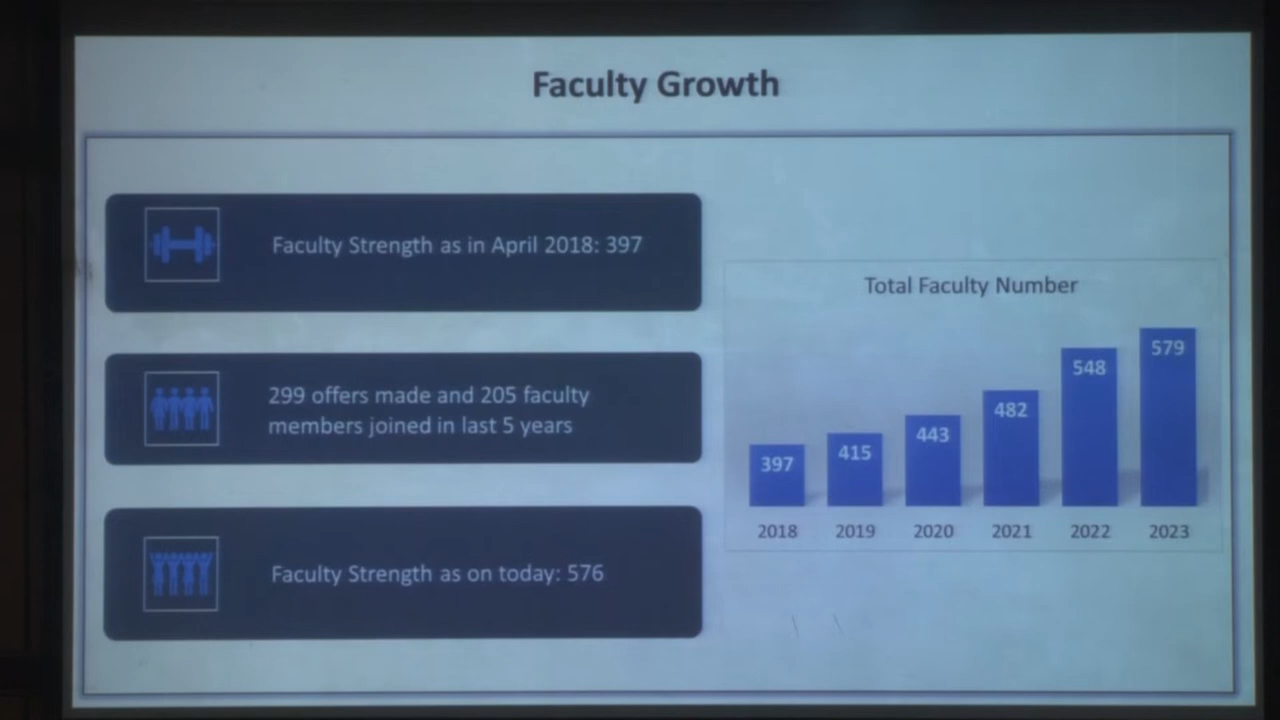 Faculty Growth
Faculty Strength as in April 2018: 397
299 offers made and 205 faculty
members joined in last 5 years
Faculty Strength as on today: 576
Total Faculty Number
397
415
443
482
548
579
2018
2019
2020
2021
2022
2023